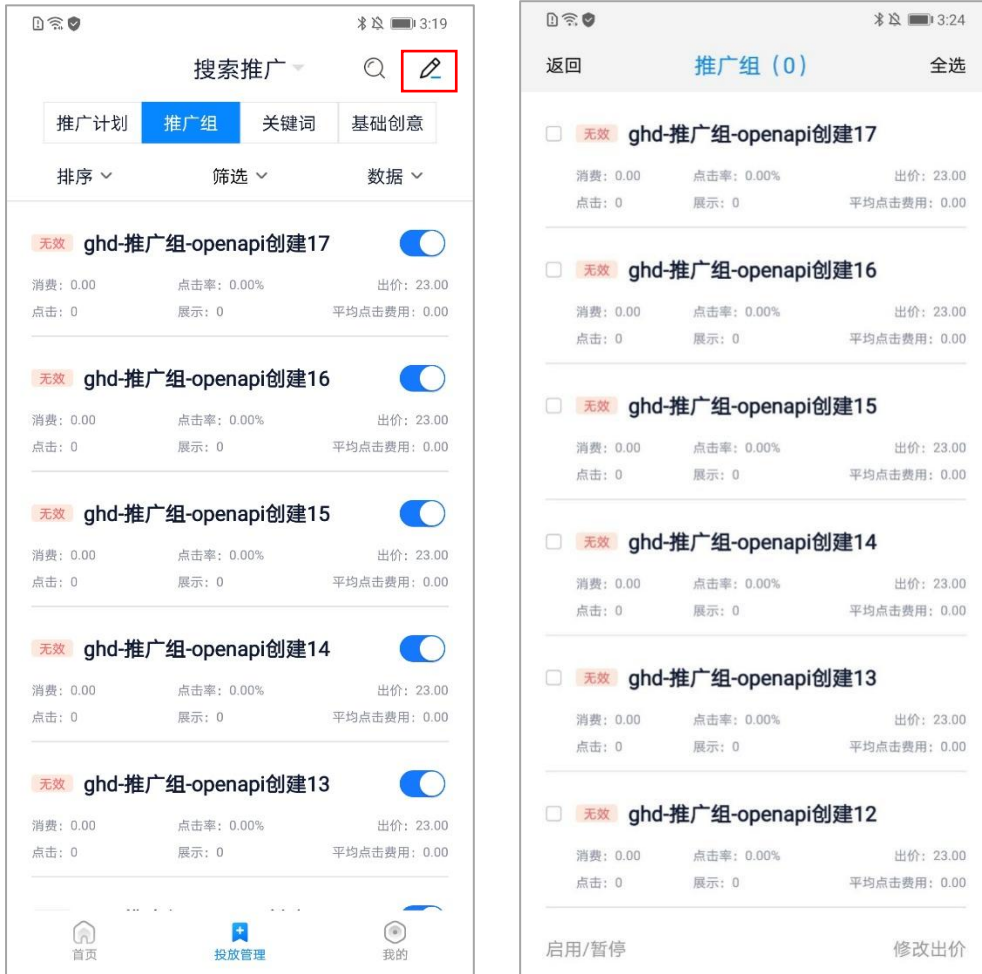 3:19
搜索推广
推广计划 推广组 关键词 基础创意
排序 筛选 数据
无效 ghd-推广组-openapi创建17
消费：0.00 点击率：0.00% 出价：23.00
点击：0 展示：0 平均点击费用：0.00
无效 ghd-推广组-openapi创建16
消费：0.00 点击率：0.00% 出价：23.00
点击：0 展示：0 平均点击费用：0.00
无效 ghd-推广组-openapi创建15
消费：0.00 点击率：0.00% 出价：23.00
点击：0 展示：0 平均点击费用：0.00
无效 ghd-推广组-openapi创建14
消费：0.00 点击率：0.00% 出价：23.00
点击：0 展示：0 平均点击费用：0.00
无效 ghd-推广组-openapi创建13
消费：0.00 点击率：0.00% 出价：23.00
点击：0 展示：0 平均点击费用：0.00
首页 投放管理 我的
3:24
返回 推广组（0） 全选
无效 ghd-推广组-openapi创建17
消费：0.00 点击率：0.00% 出价：23.00
点击：0 展示：0 平均点击费用：0.00
无效 ghd-推广组-openapi创建16
消费：0.00 点击率：0.00% 出价：23.00
点击：0 展示：0 平均点击费用：0.00
无效 ghd-推广组-openapi创建15
消费：0.00 点击率：0.00% 出价：23.00
点击：0 展示：0 平均点击费用：0.00
无效 ghd-推广组-openapi创建14
消费：0.00 点击率：0.00% 出价：23.00
点击：0 展示：0 平均点击费用：0.00
无效 ghd-推广组-openapi创建13
消费：0.00 点击率：0.00% 出价：23.00
点击：0 展示：0 平均点击费用：0.00
无效 ghd-推广组-openapi创建12
消费：0.00 点击率：0.00% 出价：23.00
点击：0 展示：0 平均点击费用：0.00
启用/暂停 修改出价